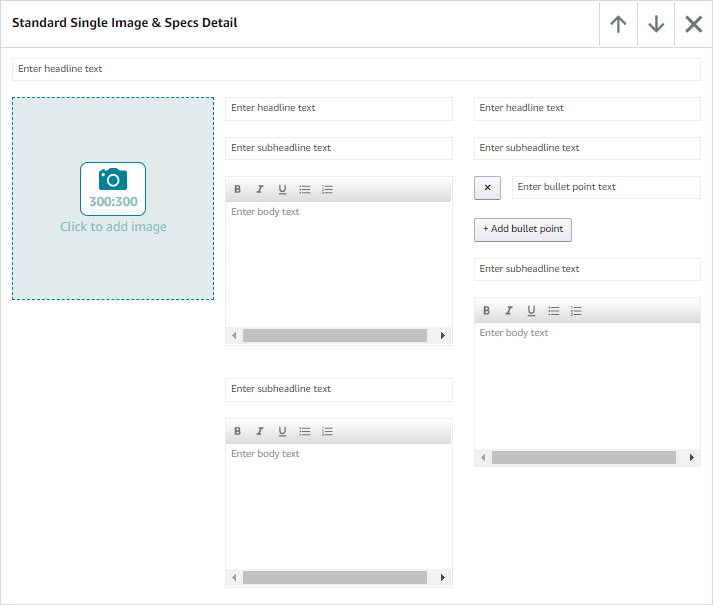 Standard Single Image & Specs Detail
Enter headline text
300:300
Click to add image
Enter headline text
Enter subheadline text
B I U
Enter body text
Enter subheadline text
B I U
Enter body text
Enter headline text
Enter subheadline text
× Enter bullet point text
+ Add bullet point
Enter subheadline text
B I U
Enter body text